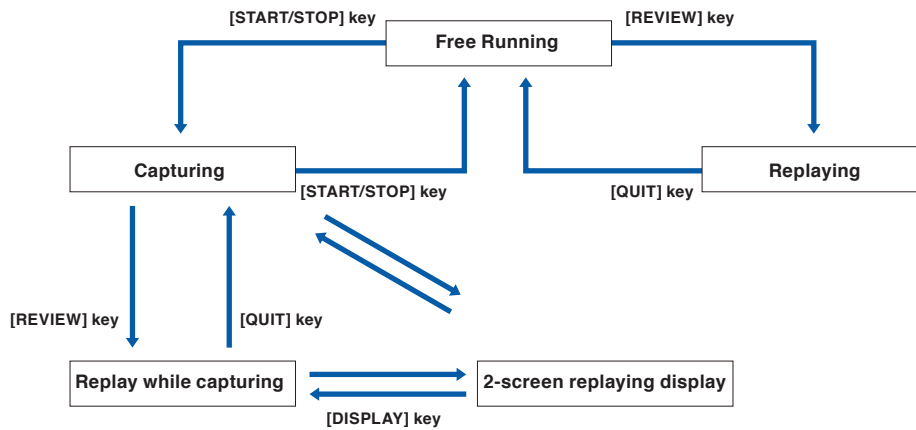 [START/STOP] key
[REVIEW] key
Free Running
Capturing
Replaying
[START/STOP] key
[QUIT] key
[REVIEW] key
[QUIT] key
Replay while capturing
2-screen replaying display
[DISPLAY] key